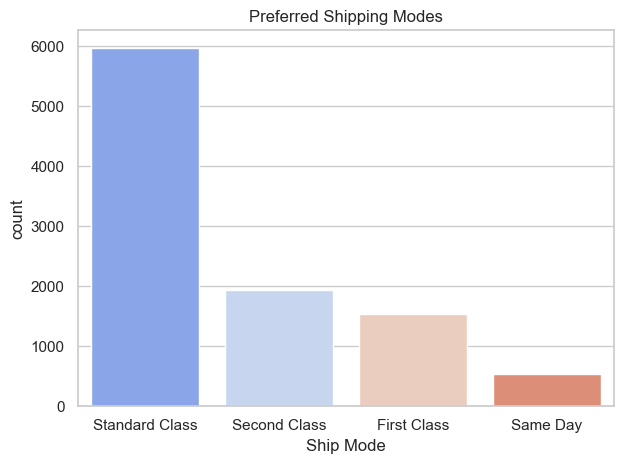 Preferred Shipping Modes
6000
5000
4000
3000
2000
1000
0
count
Standard Class
Second Class
First Class
Same Day
Ship Mode